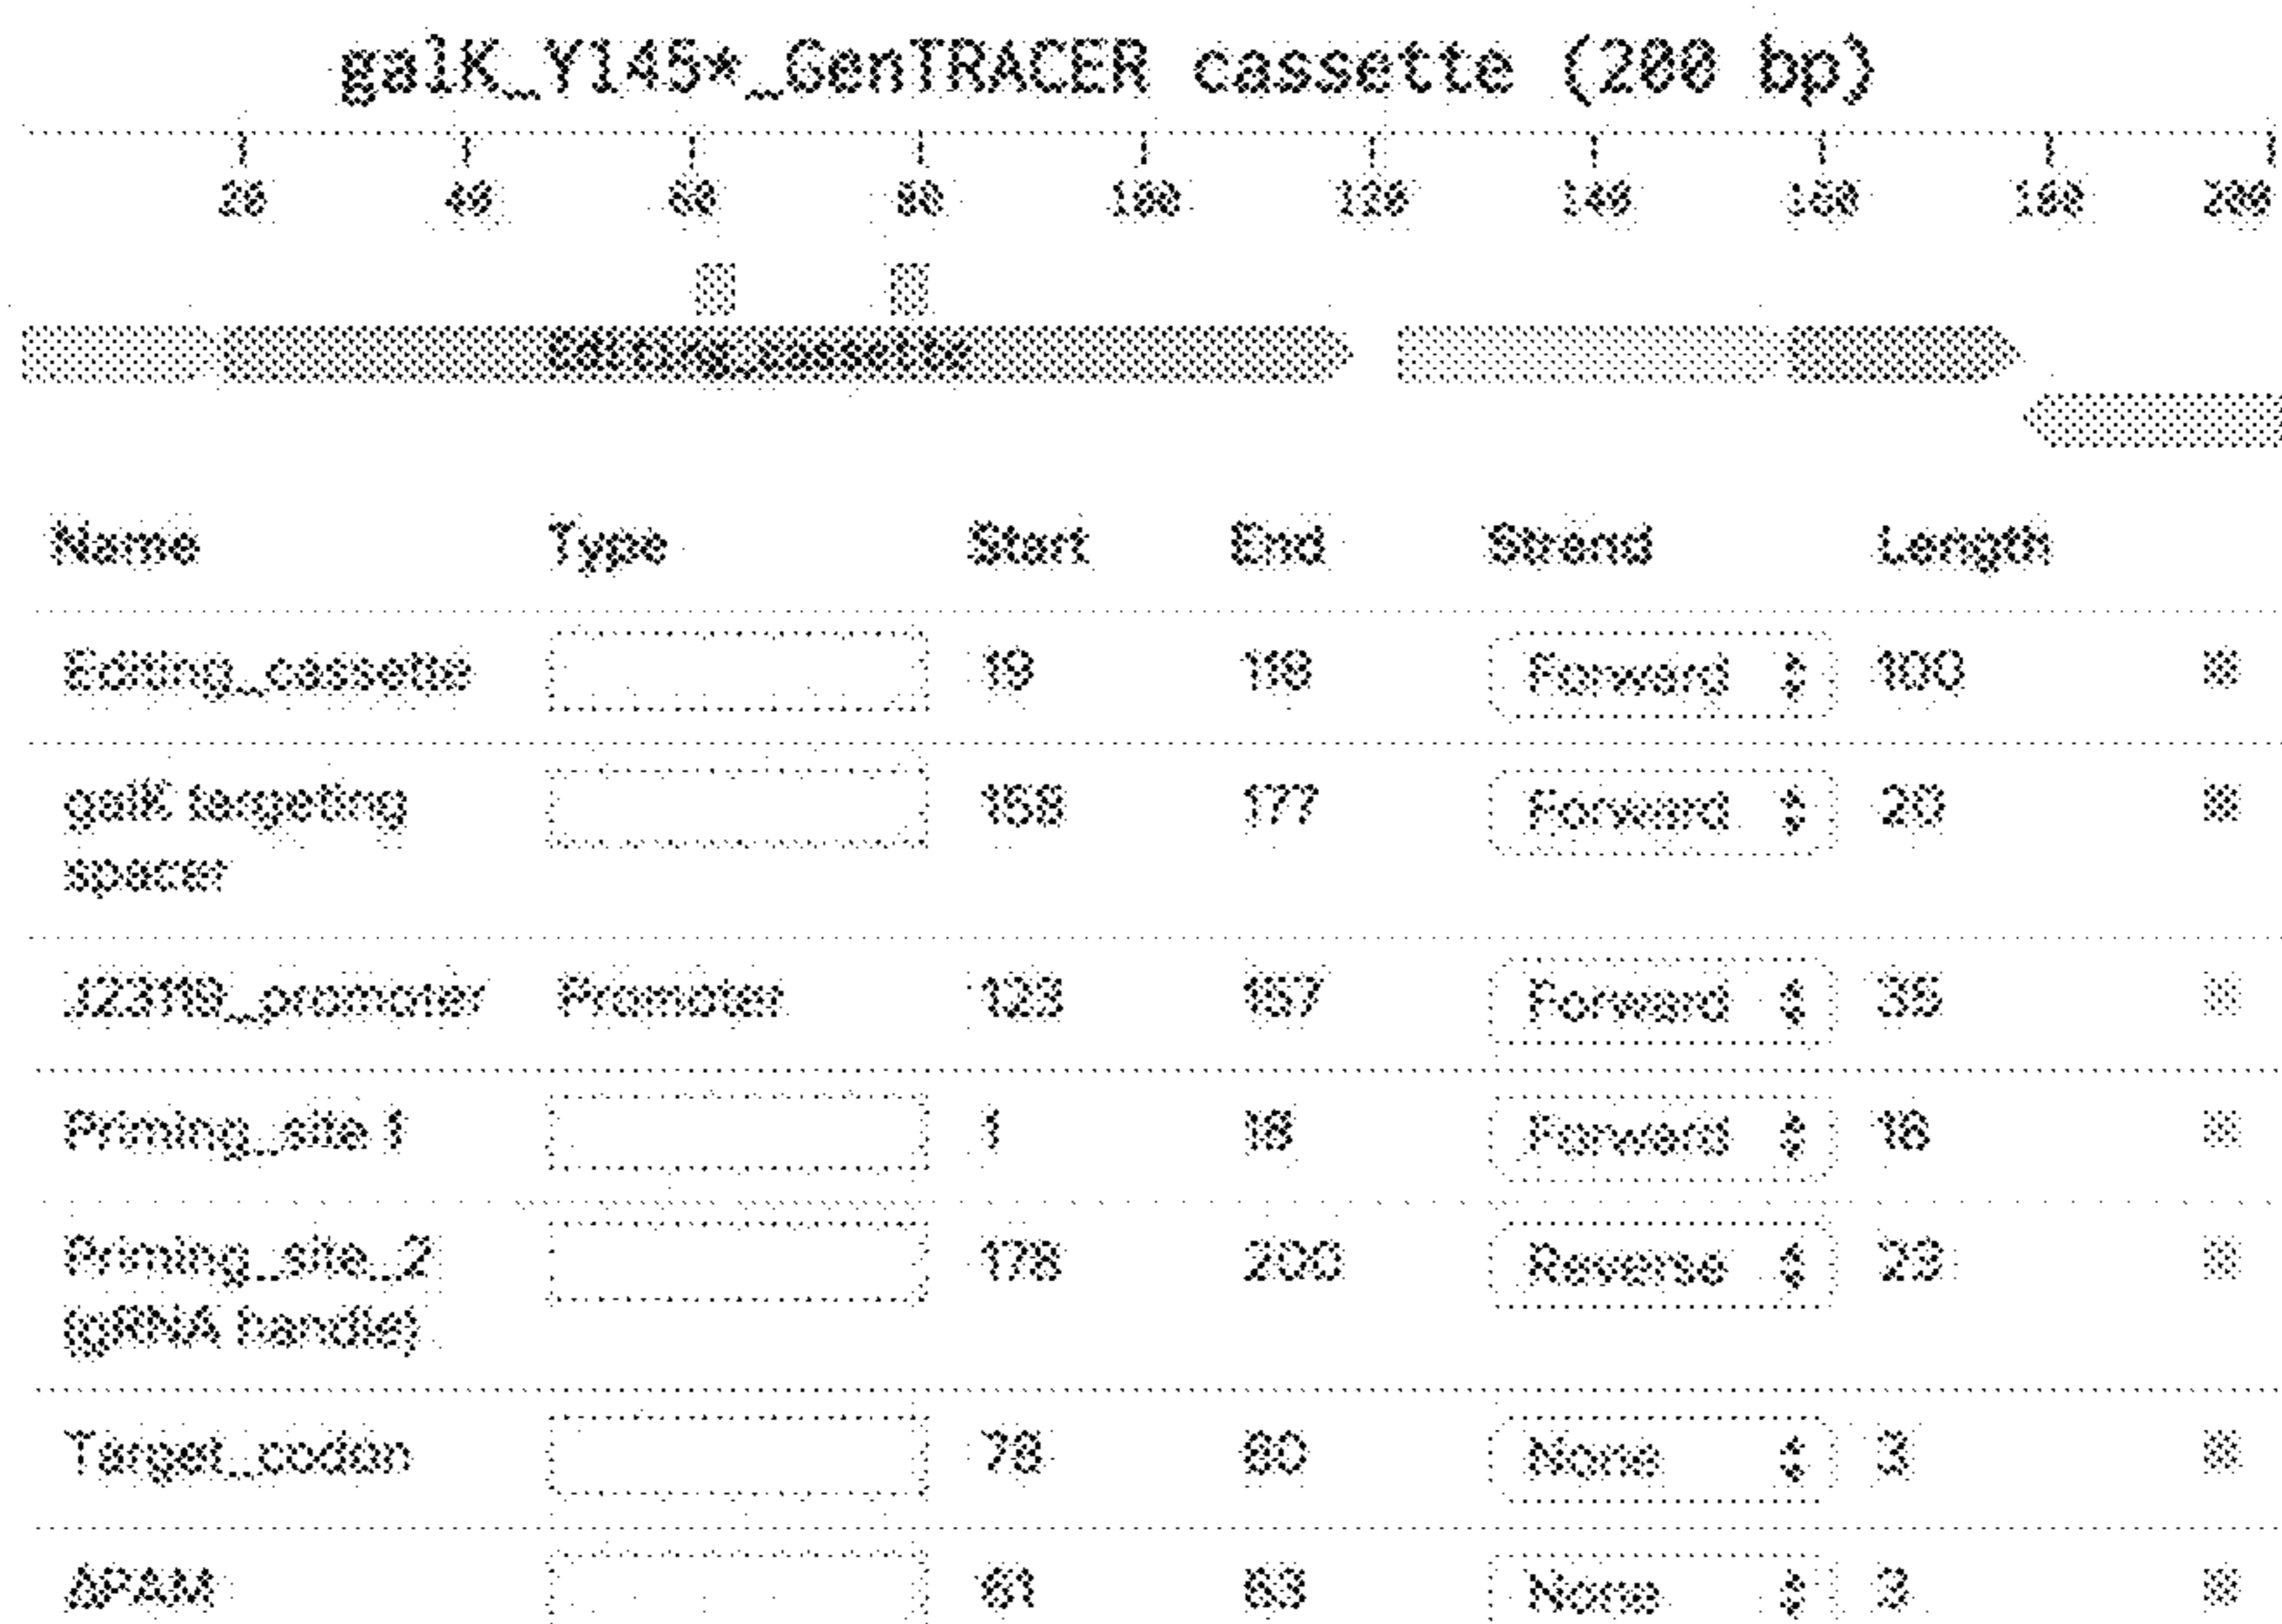 galK_Y145*_GenTRACER cassette (200 bp)
20 40 60 80 100 120 140 160 180 200
Editing_cassette
Name Type Start End Strand Length
Editing_cassette 19 118 Forward 100
galK targeting 158 177 Forward 20
spacer
J23119_promoter Promoter 123 157 Forward 35
Priming_site 1 1 18 Forward 18
Priming_site_2 178 200 Reverse 23
(gRNA handle)
Target_codon 78 80 None 3
ΔPAM 61 63 None 3